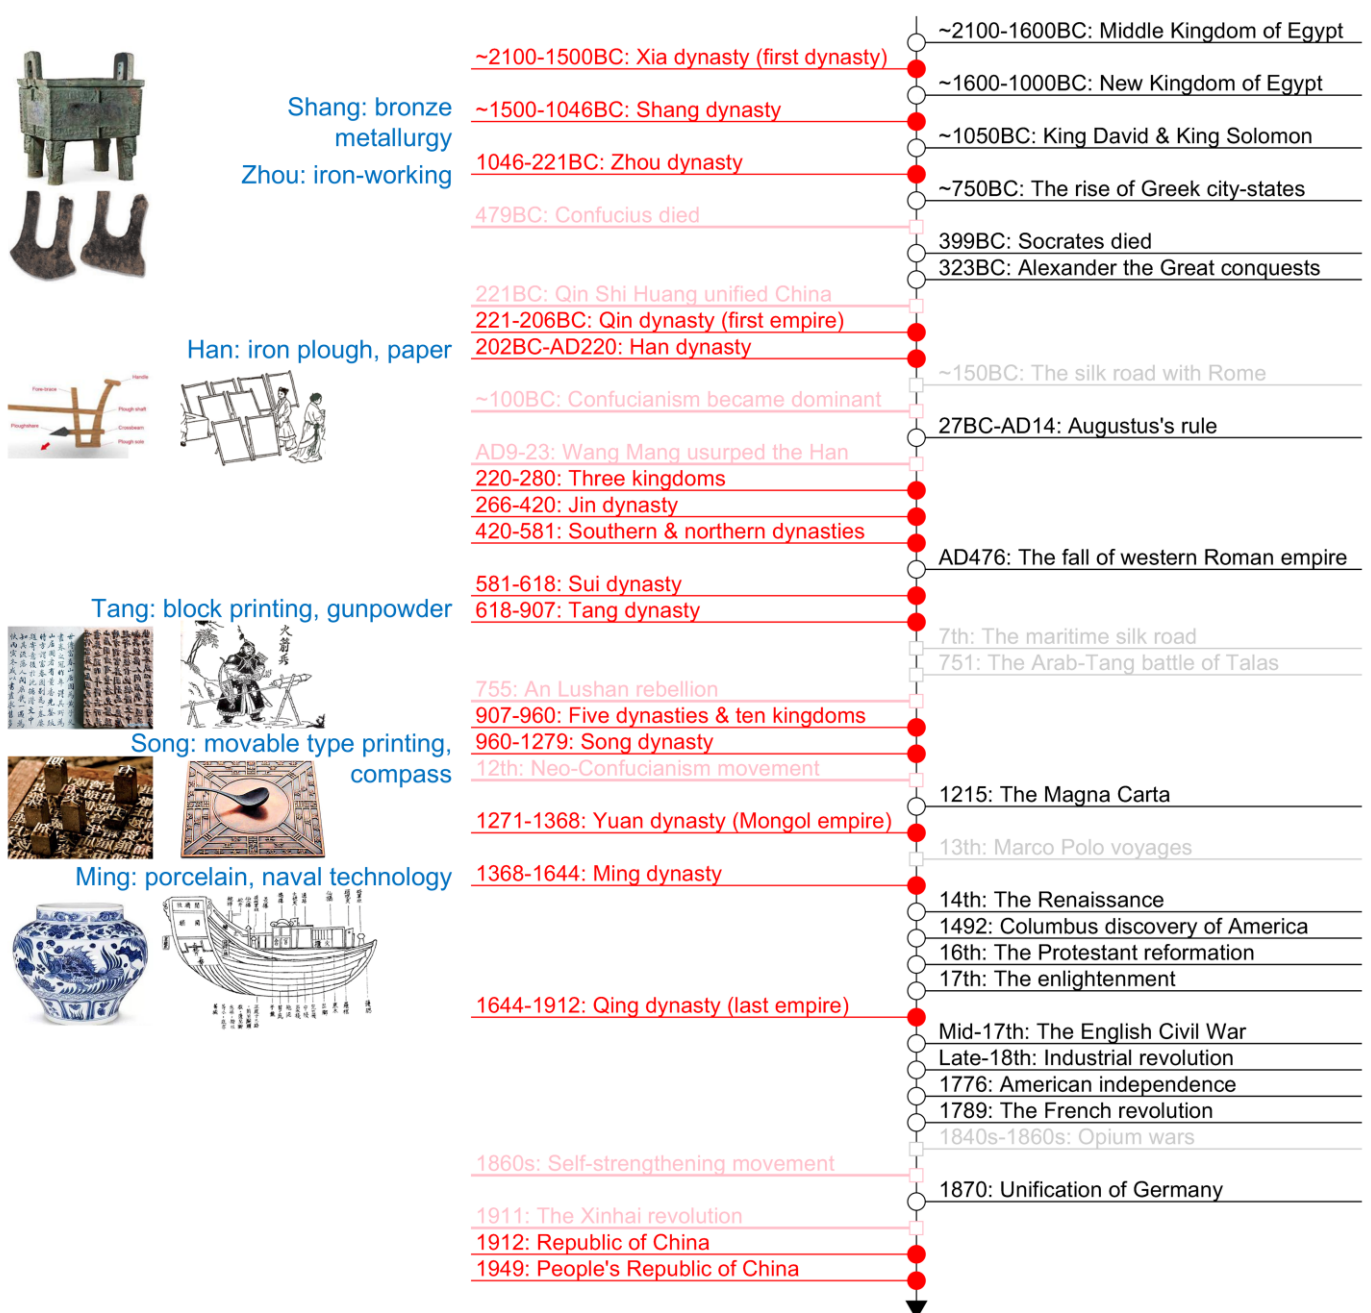 ~2100-1600BC: Middle Kingdom of Egypt
~2100-1500BC: Xia dynasty (first dynasty)
~1600-1000BC: New Kingdom of Egypt
Shang: bronze
metallurgy
~1500-1046BC: Shang dynasty
~1050BC: King David & King Solomon
Zhou: iron-working
1046-221BC: Zhou dynasty
~750BC: The rise of Greek city-states
479BC: Confucius died
399BC: Socrates died
323BC: Alexander the Great conquests
221BC: Qin Shi Huang unified China
221-206BC: Qin dynasty (first empire)
Han: iron plough, paper
202BC-AD220: Han dynasty
~150BC: The silk road with Rome
Handle
Plough shaft
Ploughshare
Crossbeam
Plough sole
~100BC: Confucianism became dominant
27BC-AD14: Augustus's rule
AD9-23: Wang Mang usurped the Han
220-280: Three kingdoms
266-420: Jin dynasty
420-581: Southern & northern dynasties
AD476: The fall of western Roman empire
581-618: Sui dynasty
Tang: block printing, gunpowder
618-907: Tang dynasty
火箭兵
7th: The maritime silk road
751: The Arab-Tang battle of Talas
755: An Lushan rebellion
907-960: Five dynasties & ten kingdoms
Song: movable type printing,
compass
960-1279: Song dynasty
12th: Neo-Confucianism movement
1215: The Magna Carta
1271-1368: Yuan dynasty (Mongol empire)
13th: Marco Polo voyages
Ming: porcelain, naval technology
1368-1644: Ming dynasty
14th: The Renaissance
1492: Columbus discovery of America
16th: The Protestant reformation
17th: The enlightenment
1644-1912: Qing dynasty (last empire)
Mid-17th: The English Civil War
Late-18th: Industrial revolution
1776: American independence
1789: The French revolution
1840s-1860s: Opium wars
1860s: Self-strengthening movement
1870: Unification of Germany
1911: The Xinhai revolution
1912: Republic of China
1949: People's Republic of China